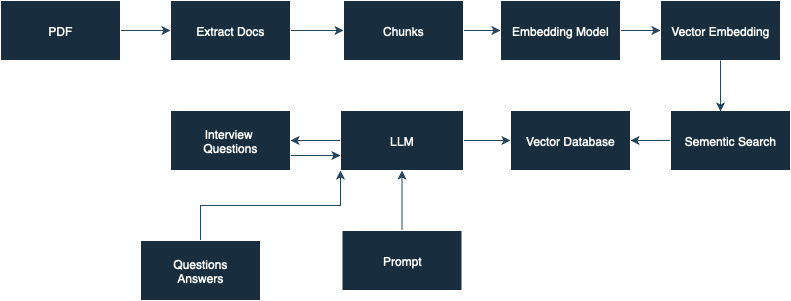 PDF
Extract Docs
Chunks
Embedding Model
Vector Embedding
Interview
Questions
LLM
Vector Database
Sementic Search
Questions
Answers
Prompt